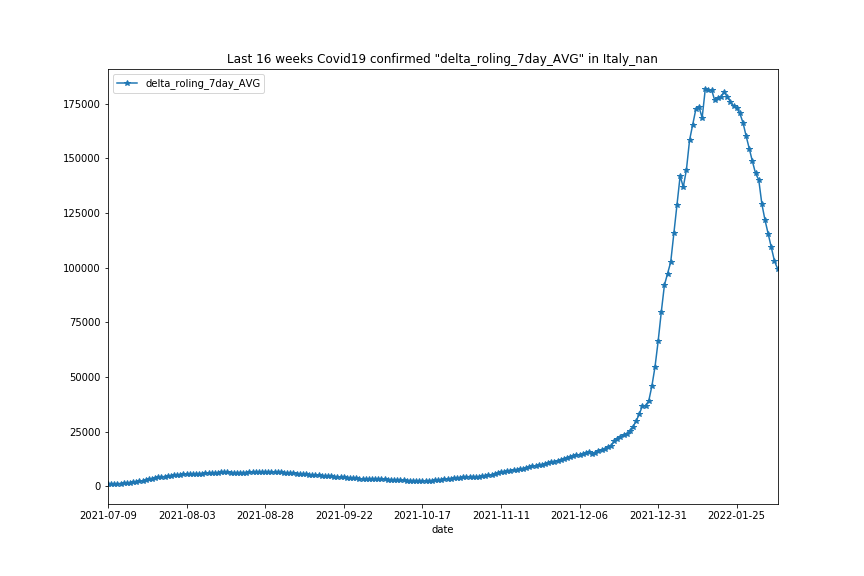 Last 16 weeks Covid19 confirmed "delta_roling_7day_AVG" in Italy_nan
delta_roling_7day_AVG
175000
150000
125000
100000
75000
50000
25000
0
2021-07-09 2021-08-03 2021-08-28 2021-09-22 2021-10-17 2021-11-11 2021-12-06 2021-12-31 2022-01-25
date